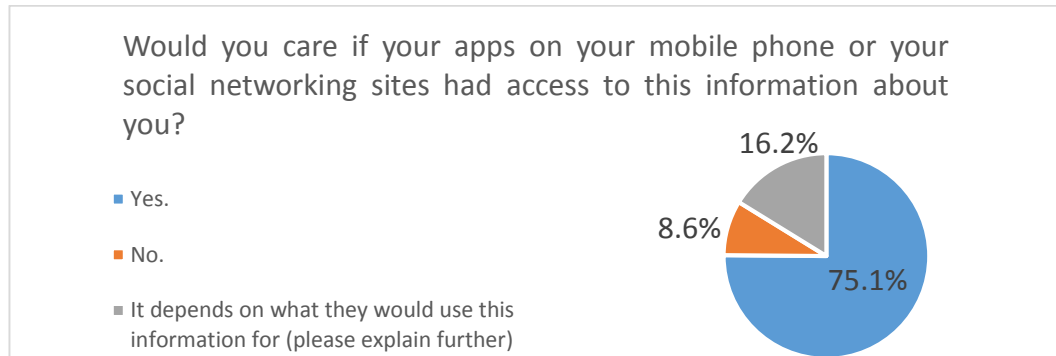 Would you care if your apps on your mobile phone or your
social networking sites had access to this information about
you?
16.2%
Yes.
8.6%
No.
75.1%
It depends on what they would use this
information for (please explain further)